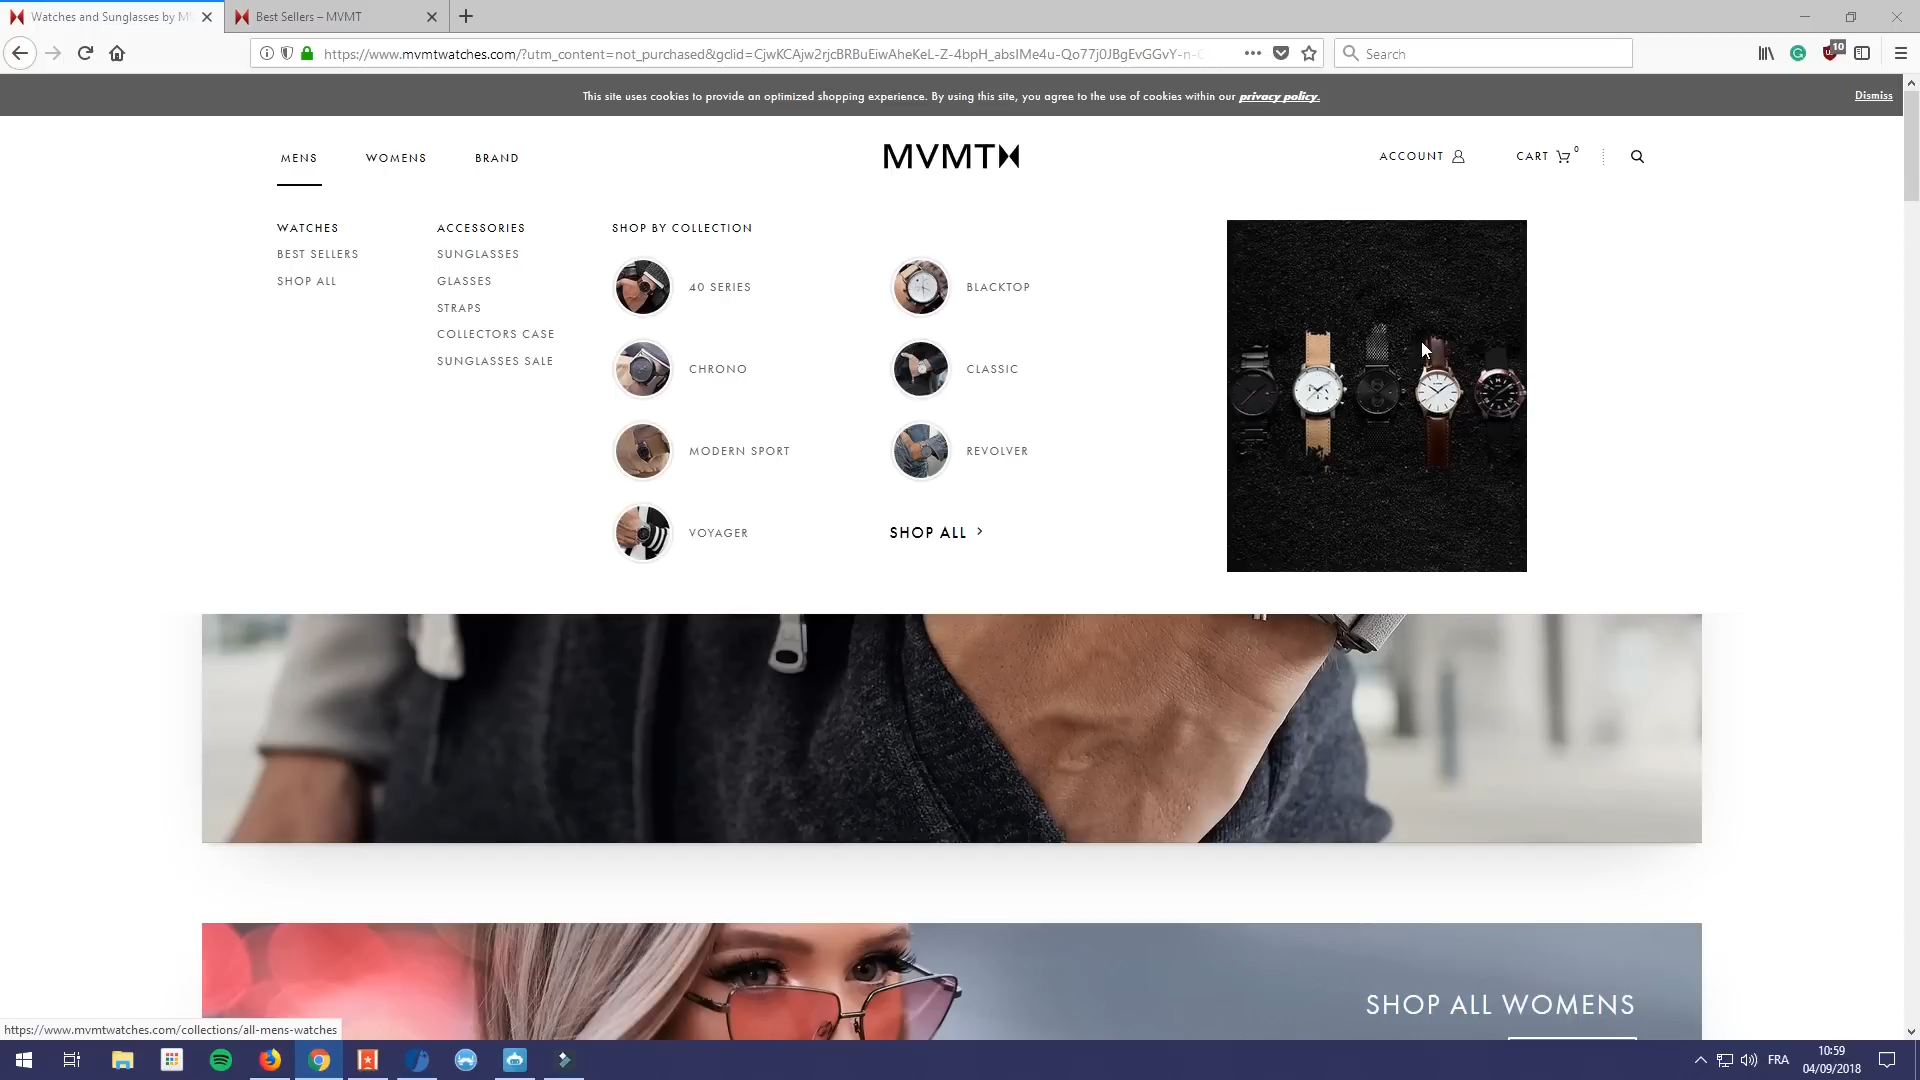 Watches and Sunglasses by M
Best Sellers – MVMT
https://www.mvmtwatches.com/?utm_content=not_purchased&gclid=CjwKCAjw2rjcBRBuEiwAheKeL-Z-4bpH_absIMe4u-Qo77j0JBgEvGGvY-n-C
Search
10
This site uses cookies to provide an optimized shopping experience. By using this site, you agree to the use of cookies within our privacy policy.
Dismiss
MENS
WOMENS
BRAND
MVMT
ACCOUNT
CART 0
WATCHES
BEST SELLERS
SHOP ALL
ACCESSORIES
SUNGLASSES
GLASSES
STRAPS
COLLECTORS CASE
SUNGLASSES SALE
SHOP BY COLLECTION
40 SERIES
BLACKTOP
CHRONO
CLASSIC
MODERN SPORT
REVOLVER
VOYAGER
SHOP ALL >
SHOP ALL WOMENS
https://www.mvmtwatches.com/collections/all-mens-watches
FRA
10:59
04/09/2018